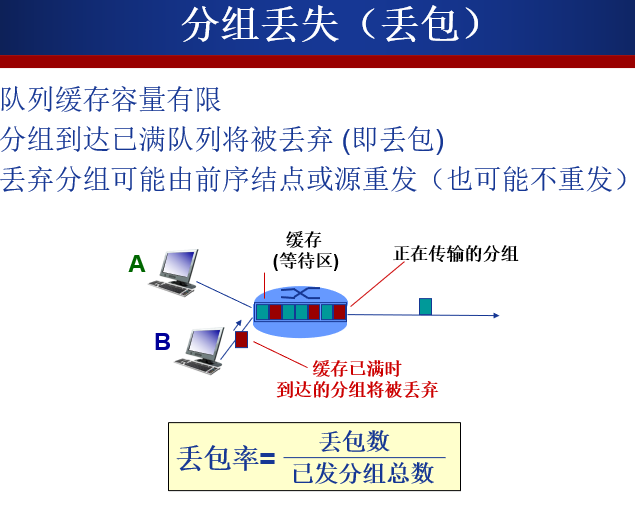 分组丢失（丢包）
队列缓存容量有限
分组到达已满队列将被丢弃 (即丢包)
丢弃分组可能由前序结点或源重发（也可能不重发）
缓存
(等待区)
正在传输的分组
A
B
缓存已满时
到达的分组将被丢弃
丢包率=
丢包数
已发分组总数